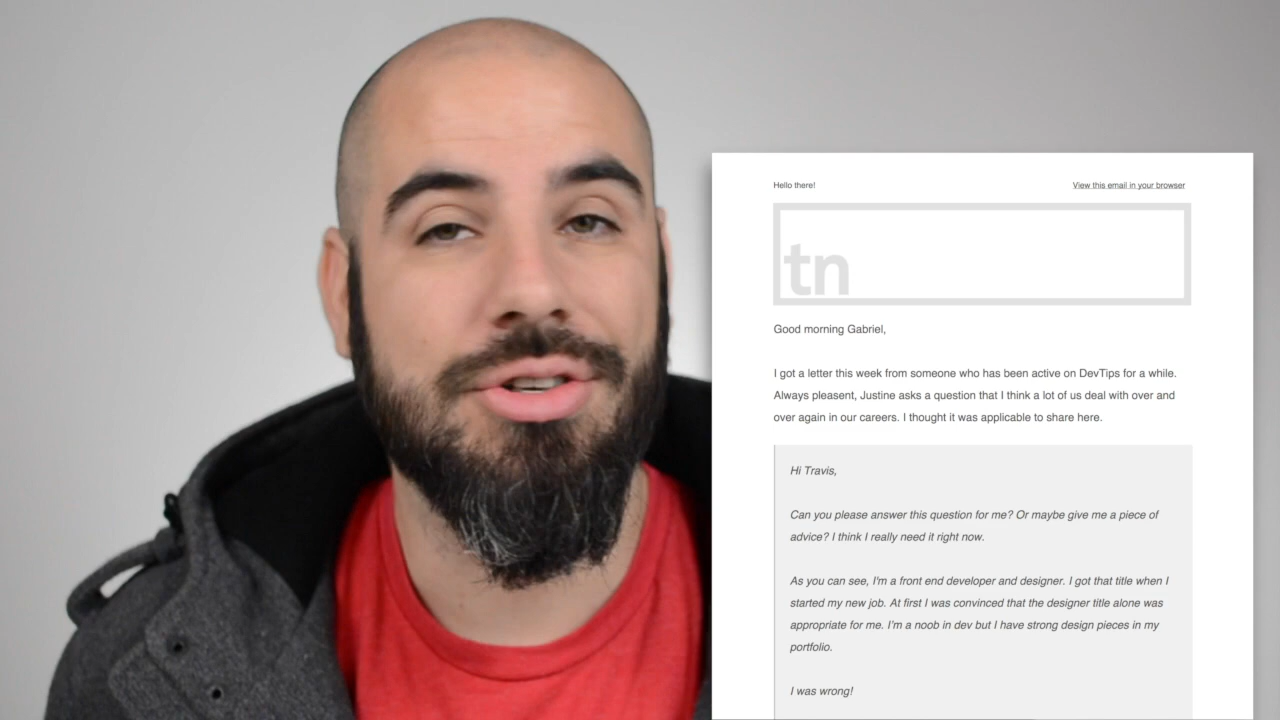 Hello there!
View this email in your browser
tn
Good morning Gabriel,
I got a letter this week from someone who has been active on DevTips for a while.
Always pleasent, Justine asks a question that I think a lot of us deal with over and
over again in our careers. I thought it was applicable to share here.
Hi Travis,
Can you please answer this question for me? Or maybe give me a piece of
advice? I think I really need it right now.
As you can see, I'm a front end developer and designer. I got that title when I
started my new job. At first I was convinced that the designer title alone was
appropriate for me. I'm a noob in dev but I have strong design pieces in my
portfolio.
I was wrong!